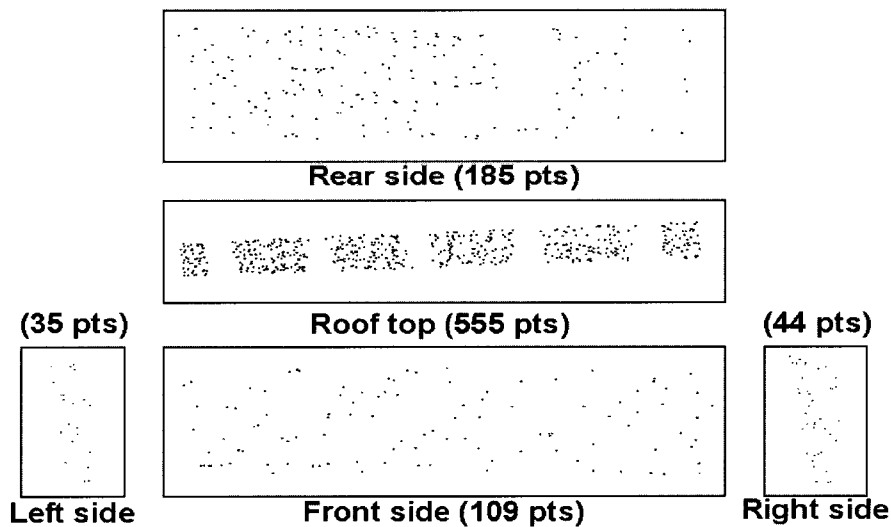 Rear side (185 pts)
(35 pts)
Roof top (555 pts)
(44 pts)
Left side
Front side (109 pts)
Right side